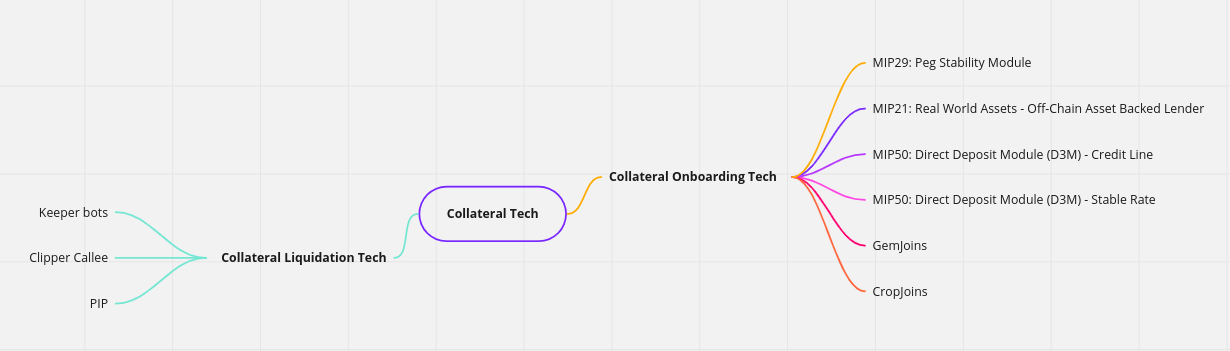 Collateral Tech
Collateral Onboarding Tech
MIP29: Peg Stability Module
MIP21: Real World Assets - Off-Chain Asset Backed Lender
MIP50: Direct Deposit Module (D3M) - Credit Line
MIP50: Direct Deposit Module (D3M) - Stable Rate
GemJoins
CropJoins
Collateral Liquidation Tech
Keeper bots
Clipper Callee
PIP